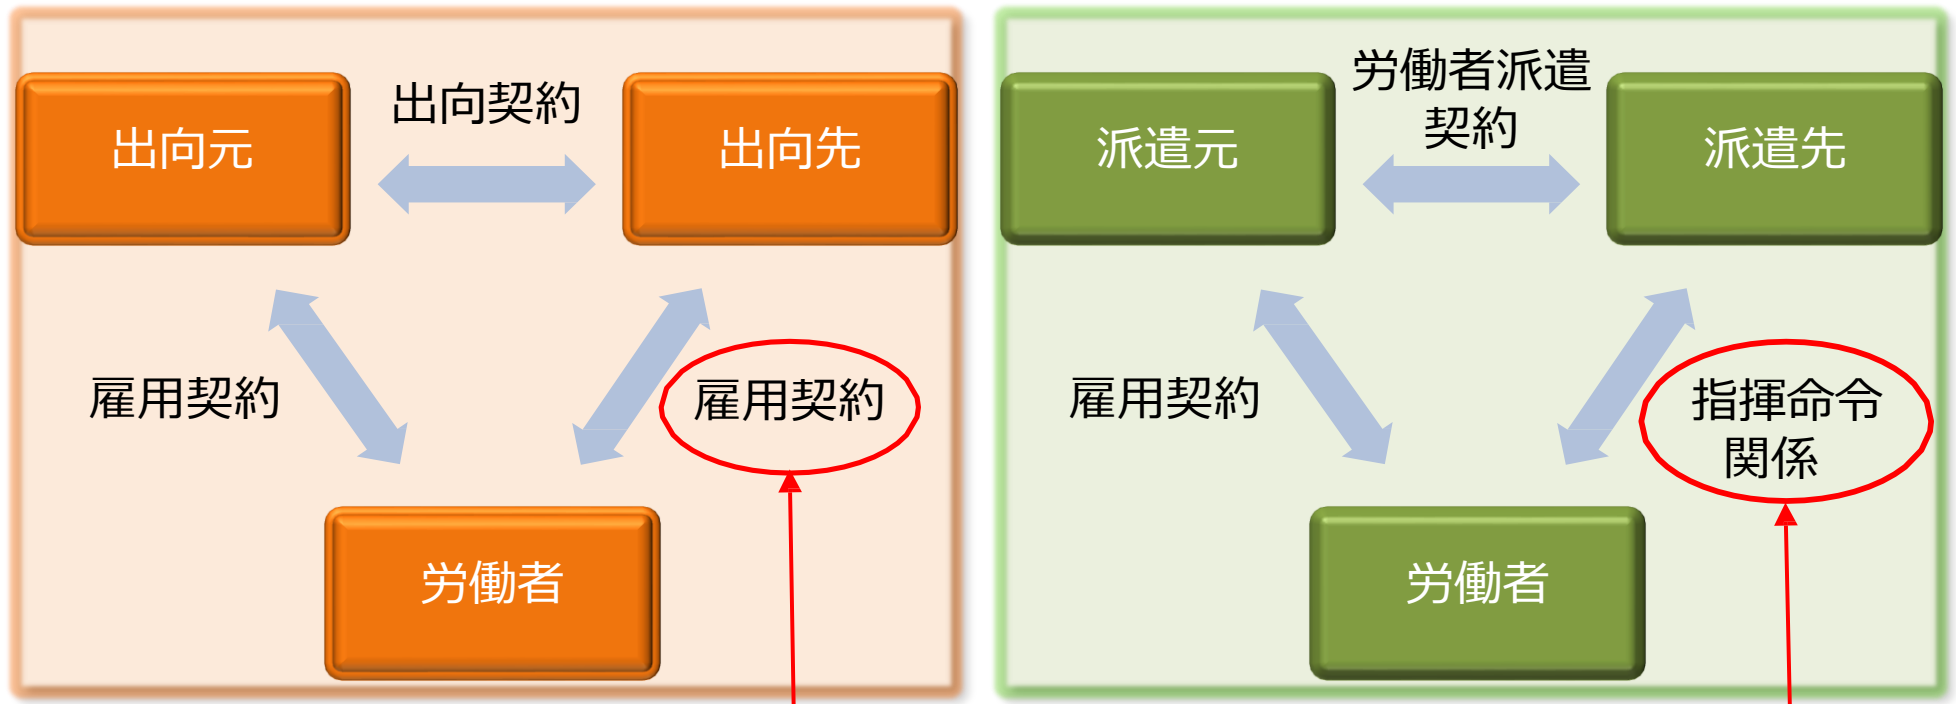 出向元
出向契約
出向先
雇用契約
雇用契約
労働者
派遣元
労働者派遣
契約
派遣先
雇用契約
指揮命令
関係
労働者